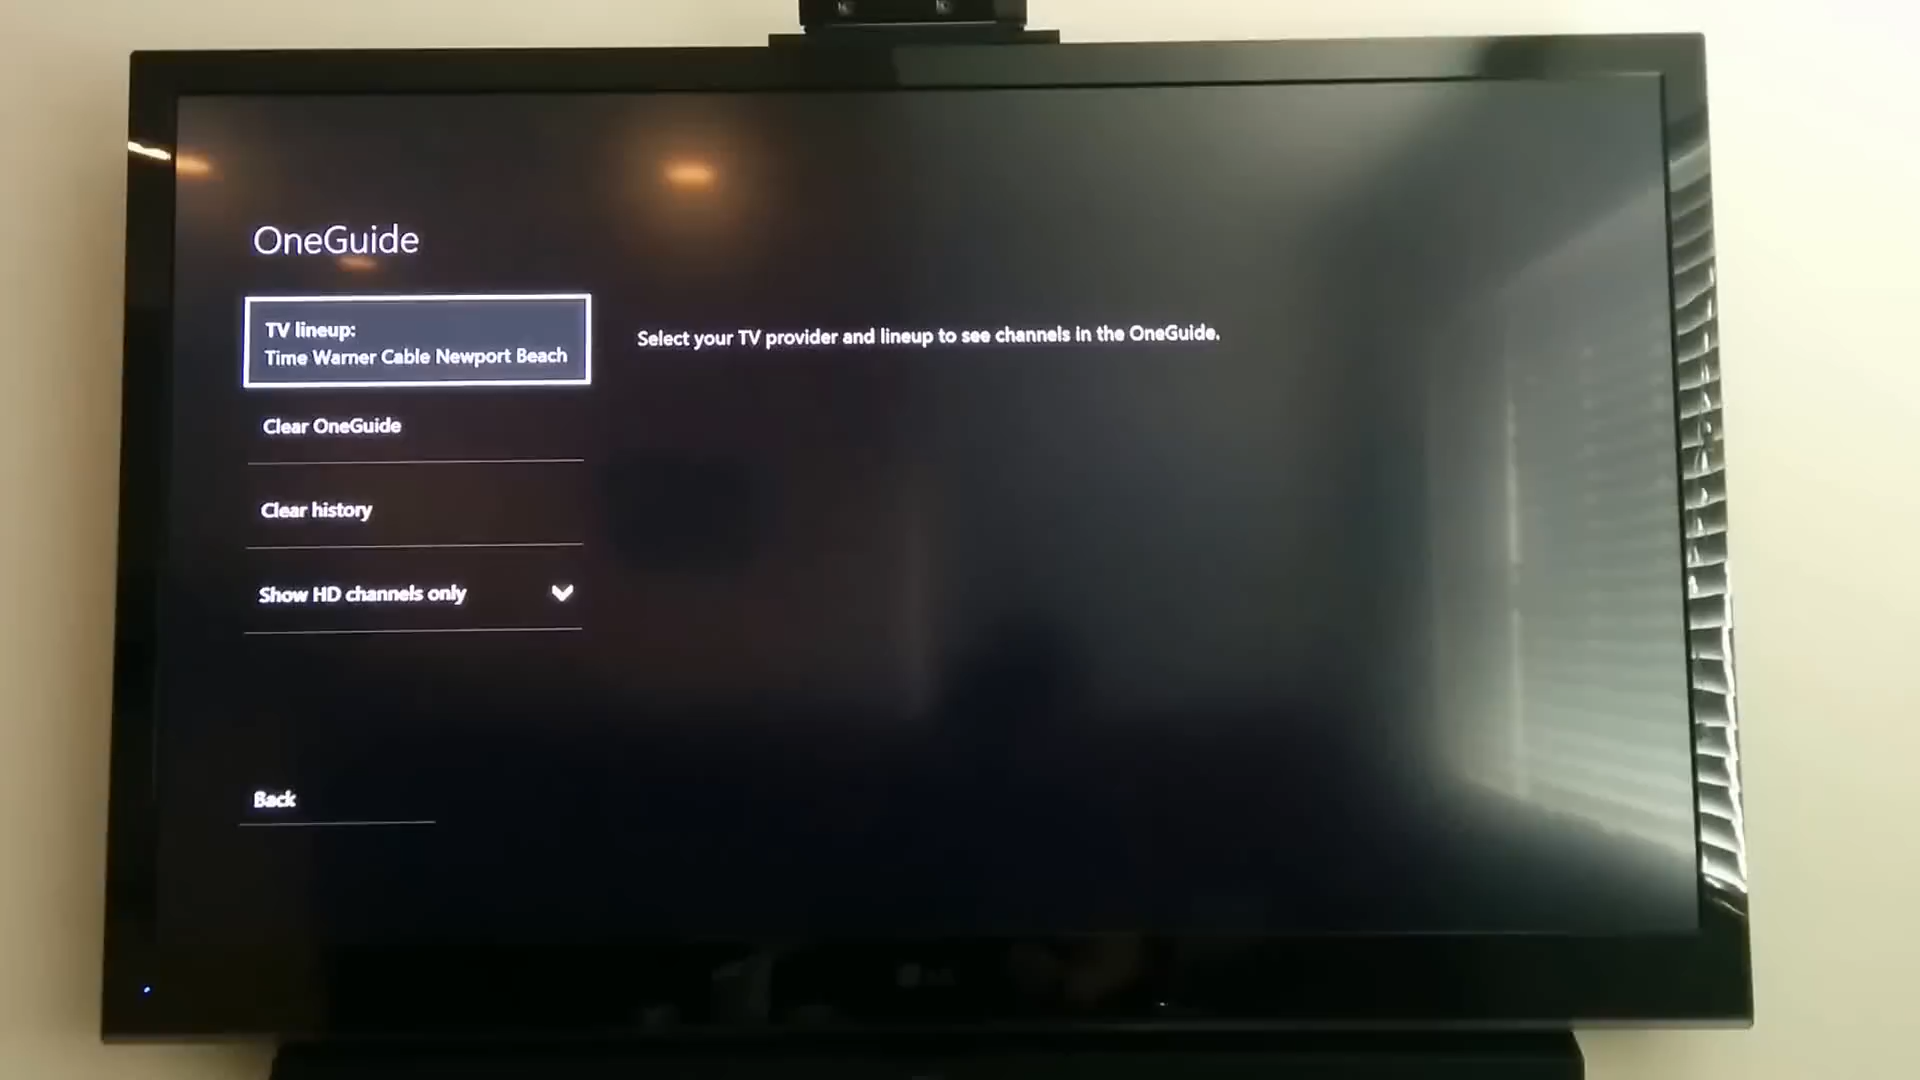 OneGuide
TV lineup:
Time Warner Cable Newport Beach
Select your TV provider and lineup to see channels in the OneGuide.
Clear OneGuide
Clear history
Show HD channels only
Back
LG